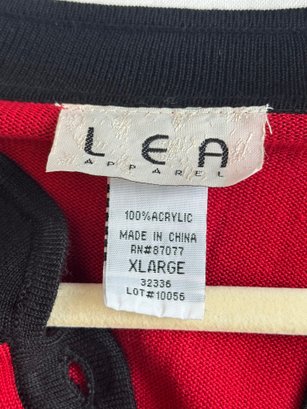 LEA
APPAREL
100% ACRYLIC
MADE IN CHINA
RN#87077
XLARGE
32336
LOT#10056